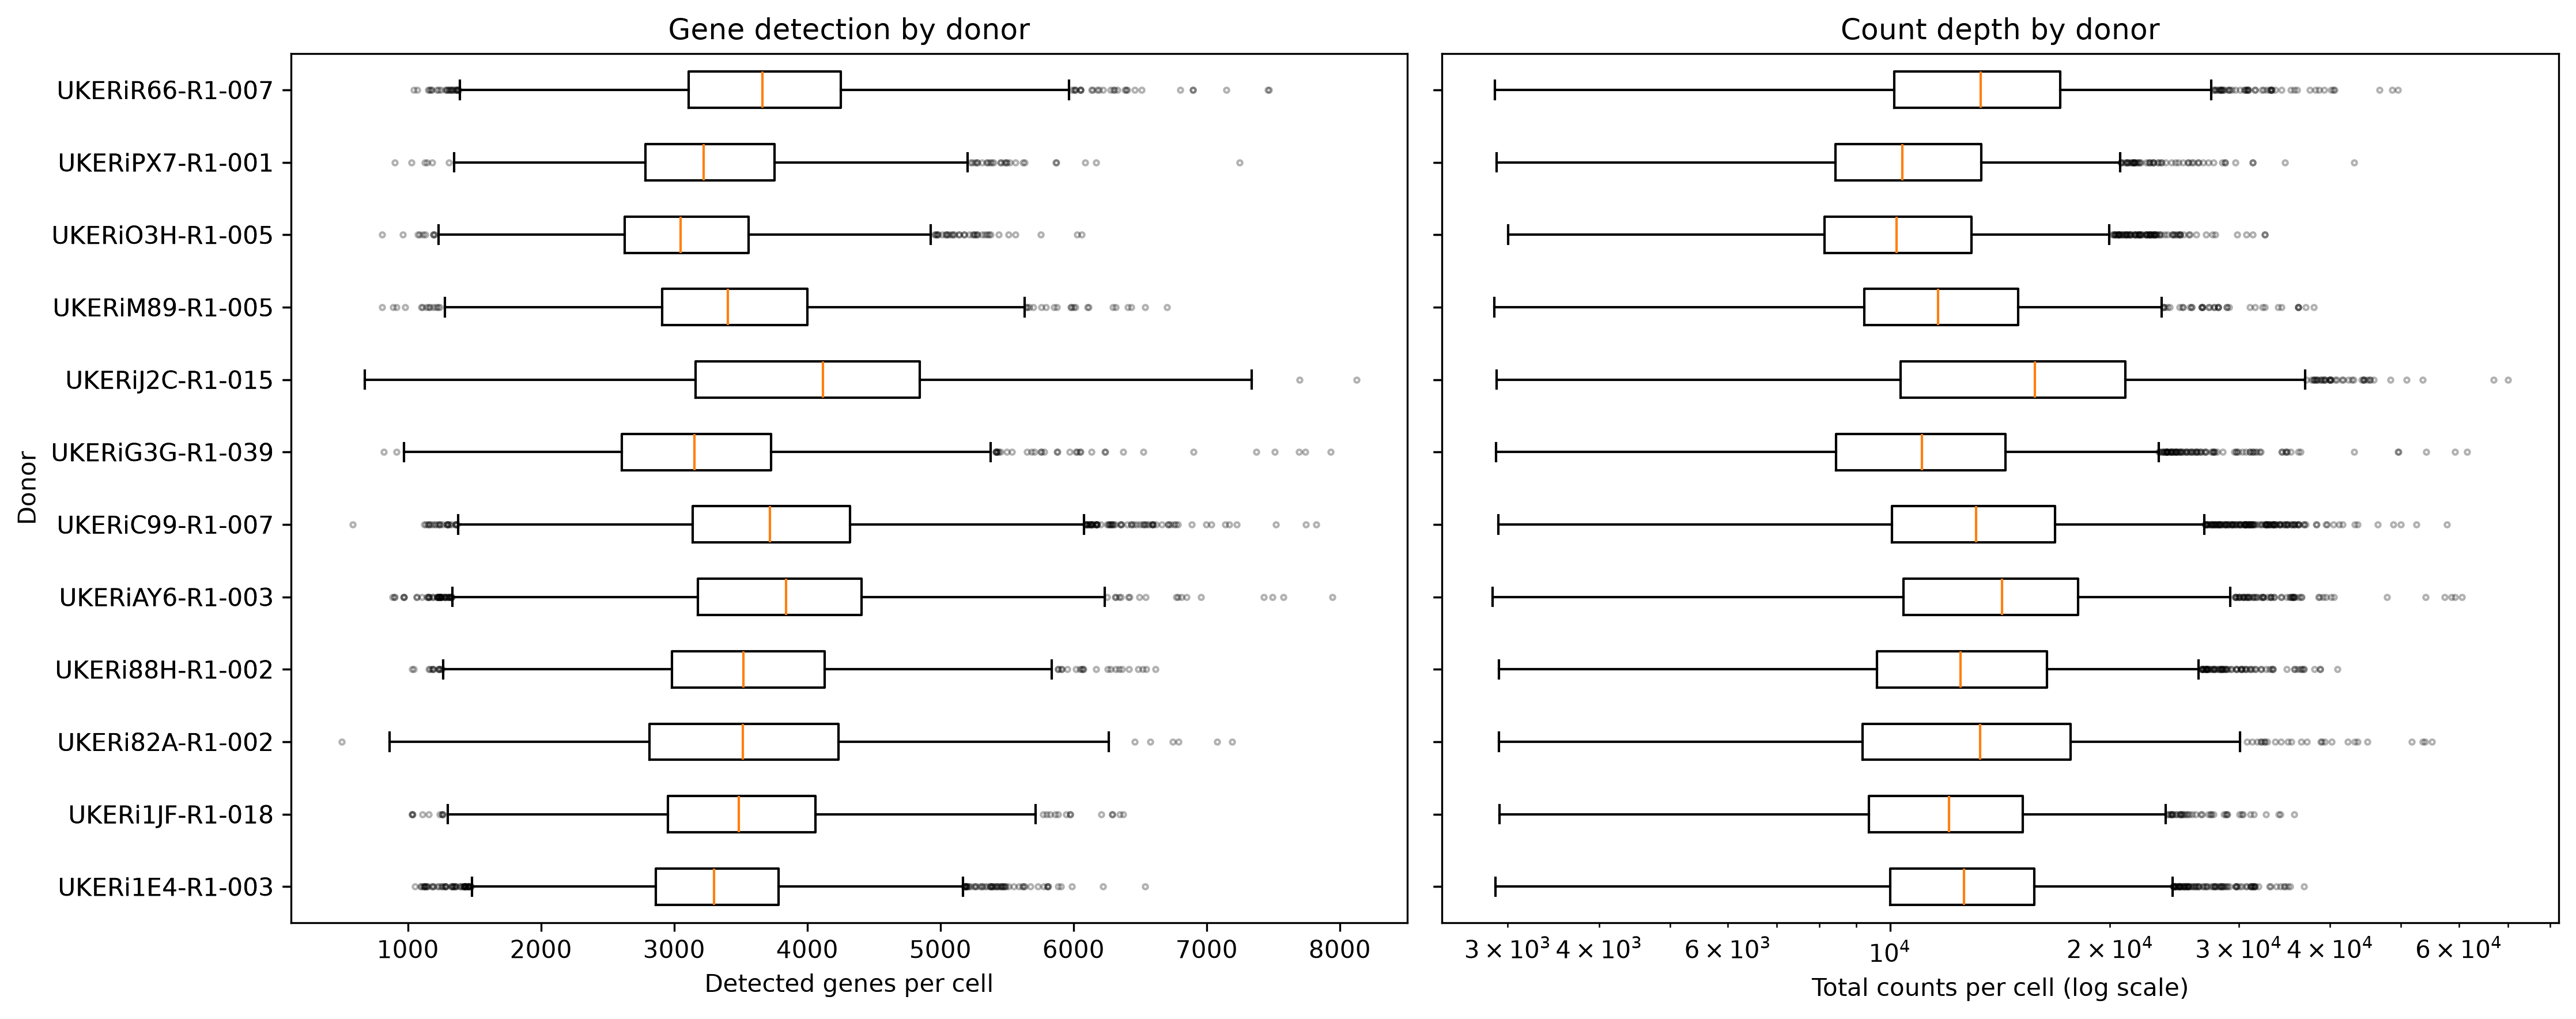 Gene detection by donor
Count depth by donor
Donor
UKERiR66-R1-007
UKERiPX7-R1-001
UKERiO3H-R1-005
UKERiM89-R1-005
UKERiJ2C-R1-015
UKERiG3G-R1-039
UKERiC99-R1-007
UKERiAY6-R1-003
UKERi88H-R1-002
UKERi82A-R1-002
UKERi1JF-R1-018
UKERi1E4-R1-003
1000 2000 3000 4000 5000 6000 7000 8000
Detected genes per cell
3 × 10³ 4 × 10³ 6 × 10³ 10⁴ 2 × 10⁴ 3 × 10⁴ 4 × 10⁴ 6 × 10⁴
Total counts per cell (log scale)